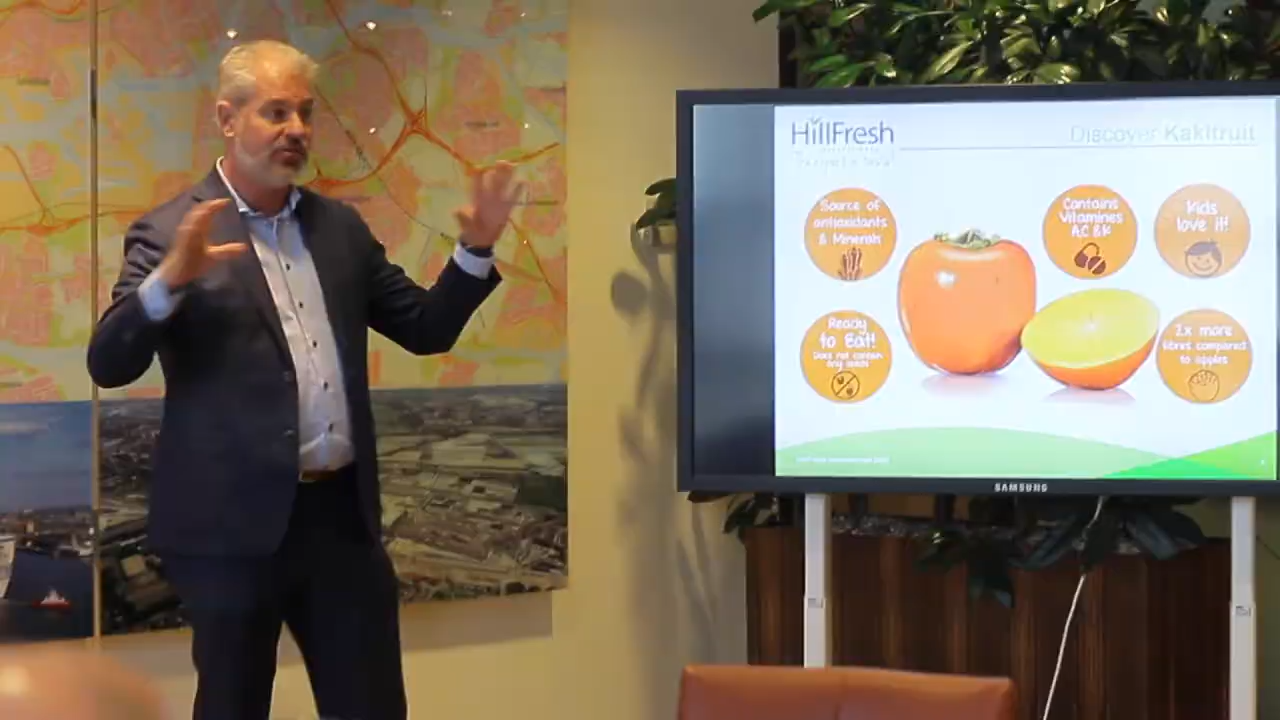 HillFresh
Discover Kakifruit
Source of
antioxidants
& Minerals
Contains
Vitamines
A,C &K
Kids
love it!
Ready
to Eat!
Does not contain
any seeds
2x more
fibres compared
to apples
SAMSUNG